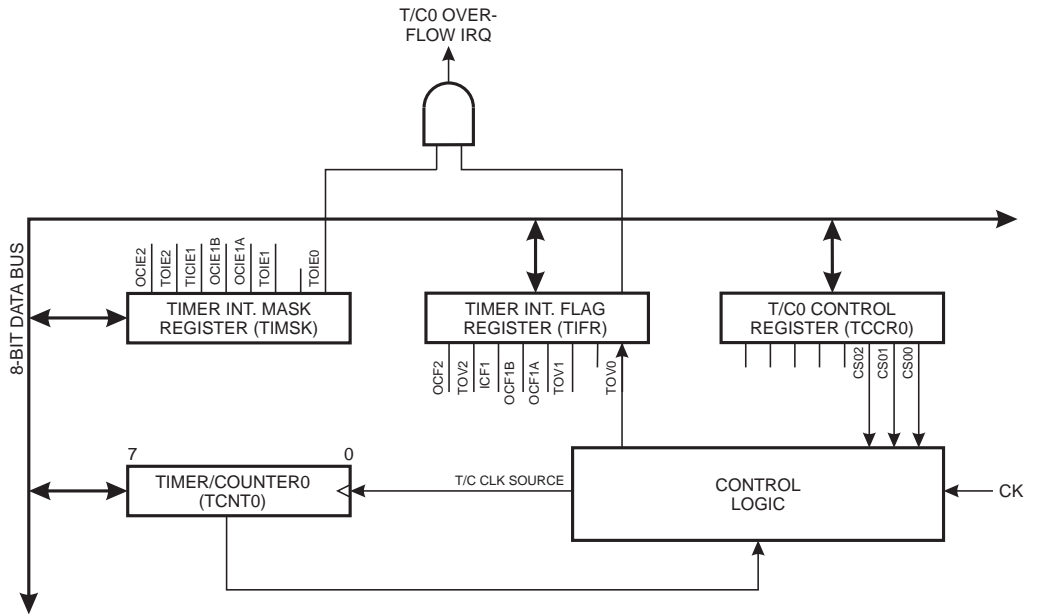 T/C0 OVER-
FLOW IRQ
8-BIT DATA BUS
OCIE2
TOIE2
TICIE1
OCIE1B
OCIE1A
TOIE1
TOIE0
TIMER INT. MASK
REGISTER (TIMSK)
TIMER INT. FLAG
REGISTER (TIFR)
T/C0 CONTROL
REGISTER (TCCR0)
OCF2
TOV2
ICF1
OCF1B
OCF1A
TOV1
TOV0
CS02
CS01
CS00
7
0
TIMER/COUNTER0
(TCNT0)
T/C CLK SOURCE
CONTROL
LOGIC
CK